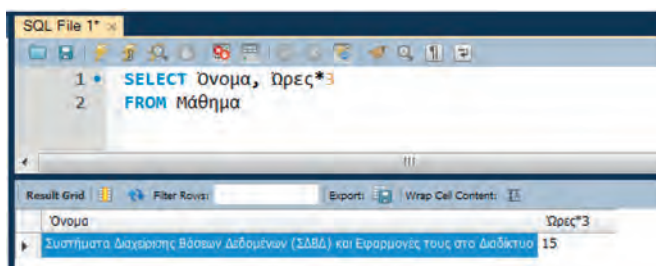 SQL File 1*
1 SELECT Όνομα, Ώρες*3
2 FROM Μάθημα
Result Grid Filter Rows: Export: Wrap Cell Content:
Όνομα Ώρες*3
Συστήματα Διαχείρισης Βάσεων Δεδομένων (ΣΔΒΔ) και Εφαρμογές τους στο Διαδίκτυο 15